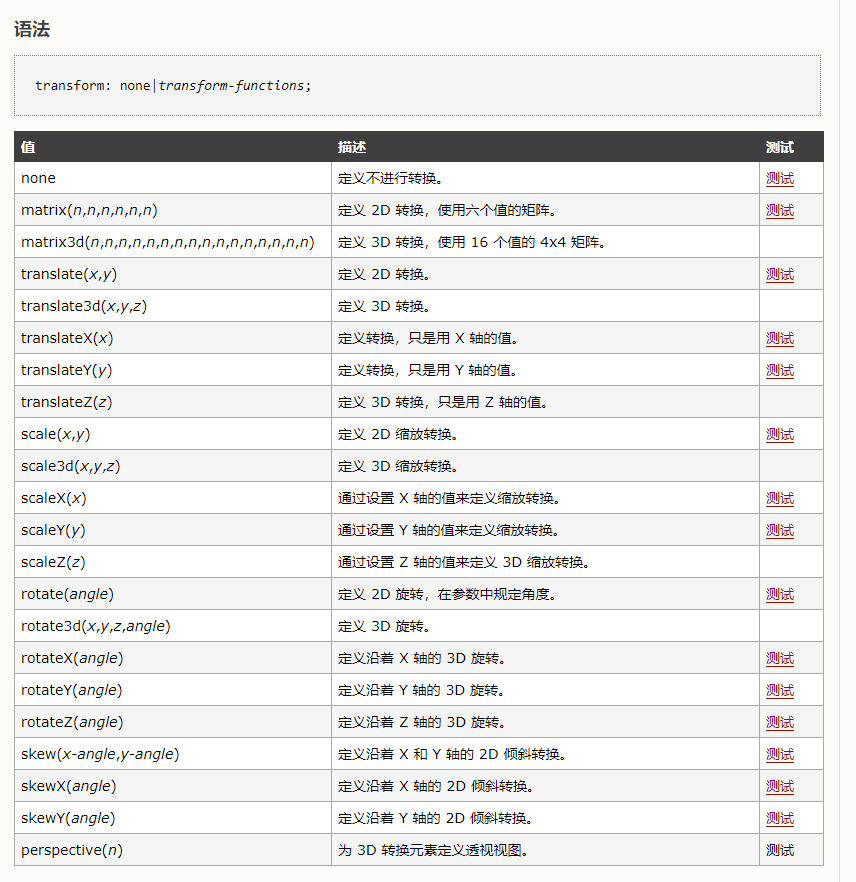 语法
transform: none|transform-functions;
值 描述 测试
none 定义不进行转换。 测试
matrix(n,n,n,n,n,n) 定义 2D 转换，使用六个值的矩阵。 测试
matrix3d(n,n,n,n,n,n,n,n,n,n,n,n,n,n,n,n) 定义 3D 转换，使用 16 个值的 4x4 矩阵。
translate(x,y) 定义 2D 转换。 测试
translate3d(x,y,z) 定义 3D 转换。
translateX(x) 定义转换，只是用 X 轴的值。 测试
translateY(y) 定义转换，只是用 Y 轴的值。 测试
translateZ(z) 定义 3D 转换，只是用 Z 轴的值。
scale(x,y) 定义 2D 缩放转换。 测试
scale3d(x,y,z) 定义 3D 缩放转换。
scaleX(x) 通过设置 X 轴的值来定义缩放转换。 测试
scaleY(y) 通过设置 Y 轴的值来定义缩放转换。 测试
scaleZ(z) 通过设置 Z 轴的值来定义 3D 缩放转换。
rotate(angle) 定义 2D 旋转，在参数中规定角度。 测试
rotate3d(x,y,z,angle) 定义 3D 旋转。
rotateX(angle) 定义沿着 X 轴的 3D 旋转。 测试
rotateY(angle) 定义沿着 Y 轴的 3D 旋转。 测试
rotateZ(angle) 定义沿着 Z 轴的 3D 旋转。 测试
skew(x-angle,y-angle) 定义沿着 X 和 Y 轴的 2D 倾斜转换。 测试
skewX(angle) 定义沿着 X 轴的 2D 倾斜转换。 测试
skewY(angle) 定义沿着 Y 轴的 2D 倾斜转换。 测试
perspective(n) 为 3D 转换元素定义透视视图。 测试